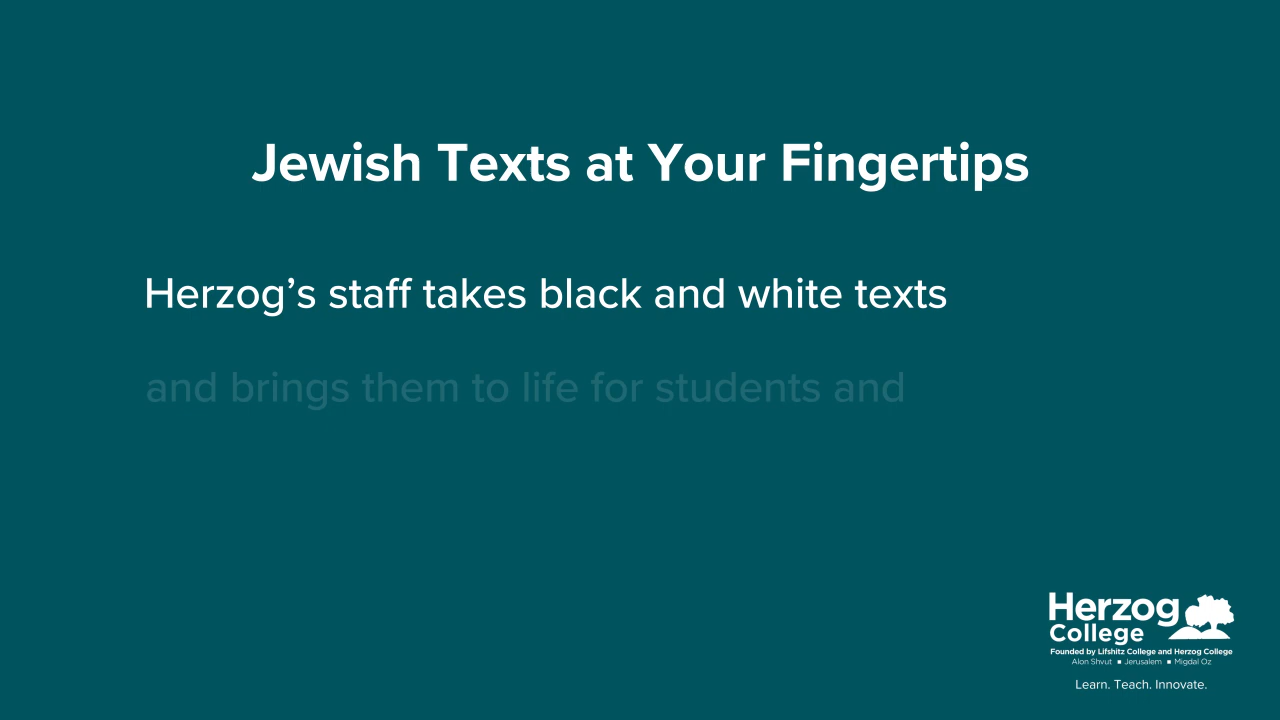 Jewish Texts at Your Fingertips
Herzog’s staff takes black and white texts
and brings them to life for students and
Herzog
College
Founded by Lifshitz College and Herzog College
Alon Shvut ■ Jerusalem ■ Migdal Oz
Learn. Teach. Innovate.